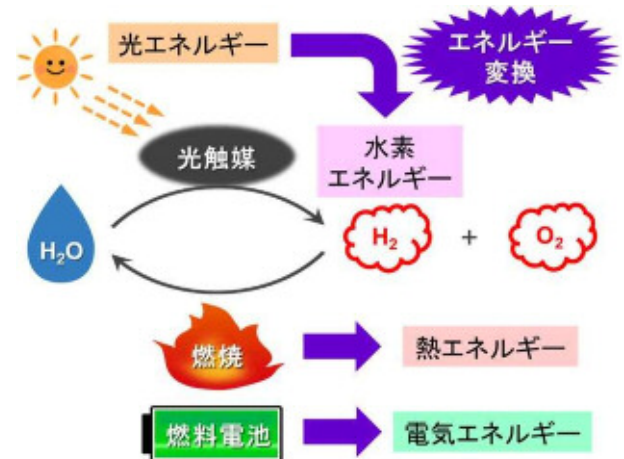 光エネルギー
エネルギー
変換
光触媒
水素
エネルギー
H₂O
H₂ + O₂
燃焼
熱エネルギー
燃料電池
電気エネルギー